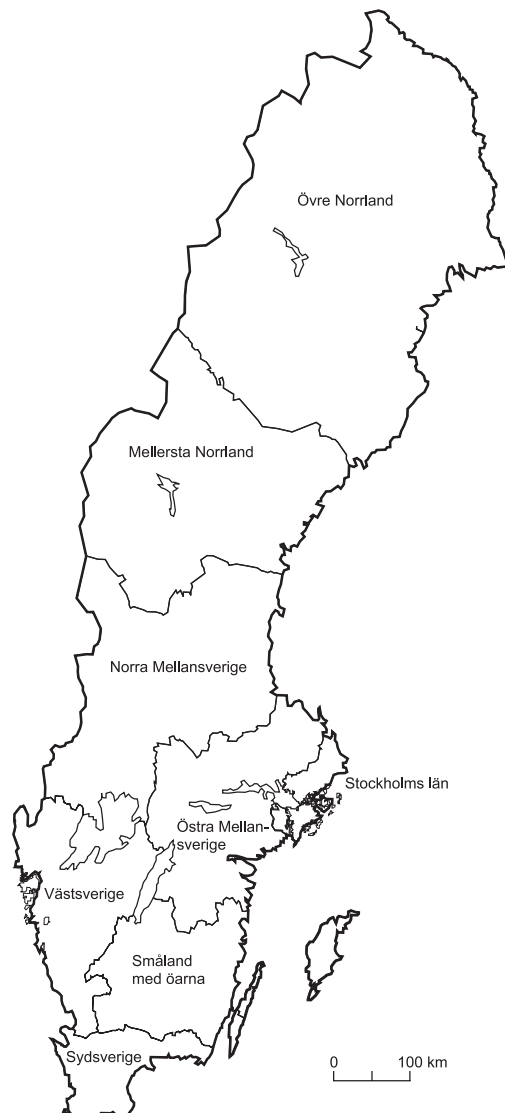 Övre Norrland
Mellersta Norrland
Norra Mellansverige
Stockholms län
Östra Mellan-
sverige
Västsverige
Småland
med öarna
Sydsverige
0 100 km